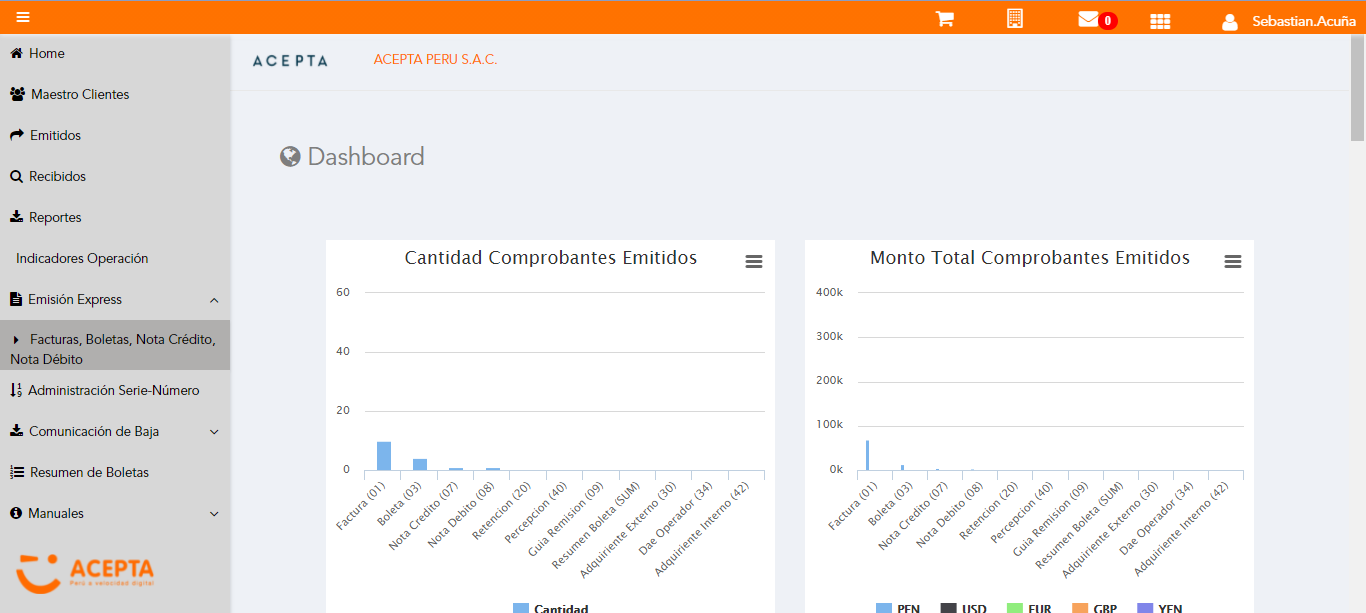 0
Sebastian.Acuña
Home
Maestro Clientes
Emitidos
Recibidos
Reportes
Indicadores Operación
Emisión Express
Facturas, Boletas, Nota Crédito,
Nota Débito
Administración Serie-Número
Comunicación de Baja
Resumen de Boletas
Manuales
ACEPTA
Perú a velocidad digital
ACEPTA
ACEPTA PERU S.A.C.
Dashboard
Cantidad Comprobantes Emitidos
60
40
20
0
Factura (01)
Boleta (03)
Nota Credito (07)
Nota Debito (08)
Retencion (20)
Percepcion (40)
Guia Remision (09)
Resumen Boleta (SUM)
Adquiriente Externo (30)
Dae Operador (34)
Adquiriente Interno (42)
Cantidad
Monto Total Comprobantes Emitidos
400k
300k
200k
100k
0k
Factura (01)
Boleta (03)
Nota Credito (07)
Nota Debito (08)
Retencion (20)
Percepcion (40)
Guia Remision (09)
Resumen Boleta (SUM)
Adquiriente Externo (30)
Dae Operador (34)
Adquiriente Interno (42)
PEN USD EUR GBP YEN